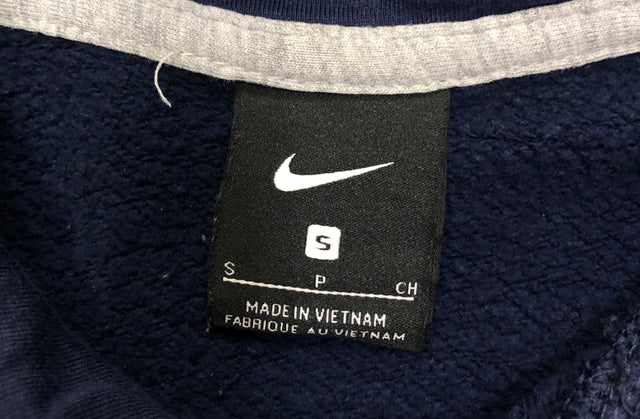 S
S P CH
MADE IN VIETNAM
FABRIQUE AU VIETNAM